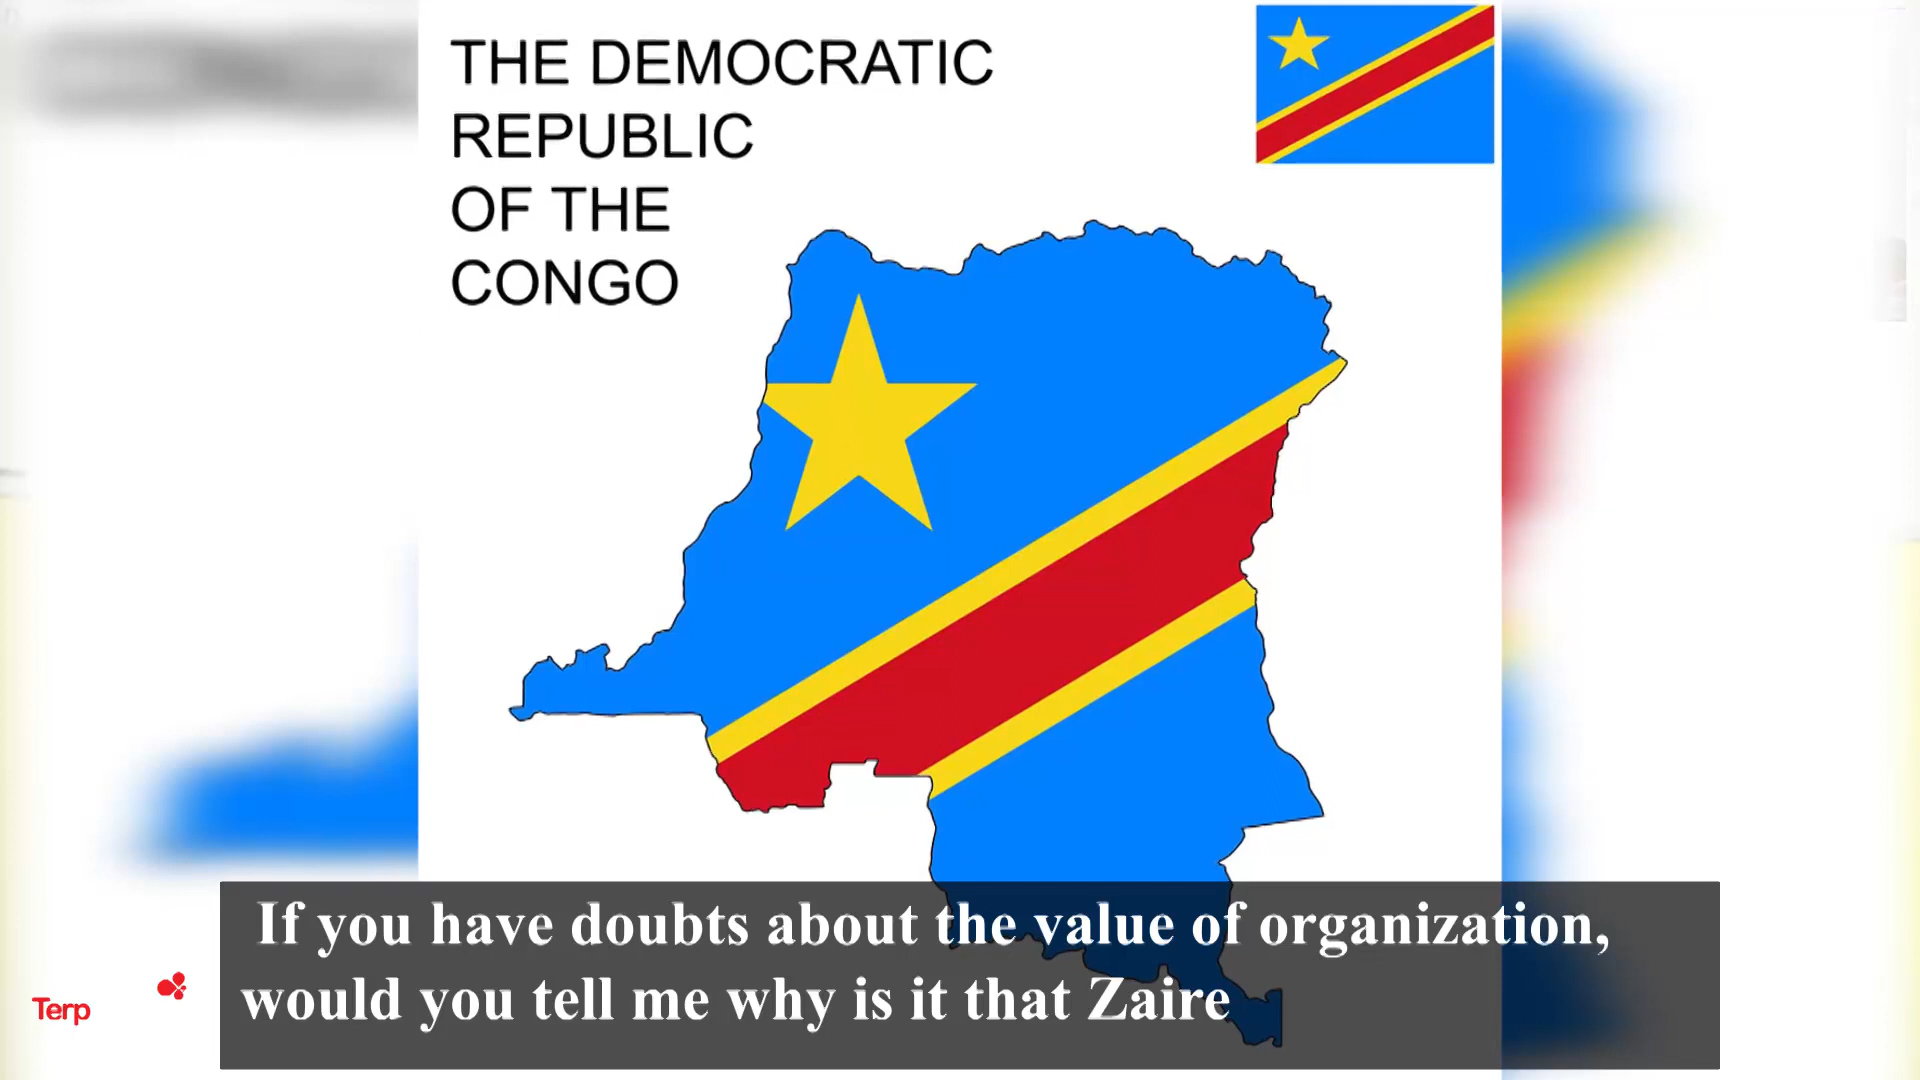 THE DEMOCRATIC
REPUBLIC
OF THE
CONGO
If you have doubts about the value of organization,
would you tell me why is it that Zaire
Terp